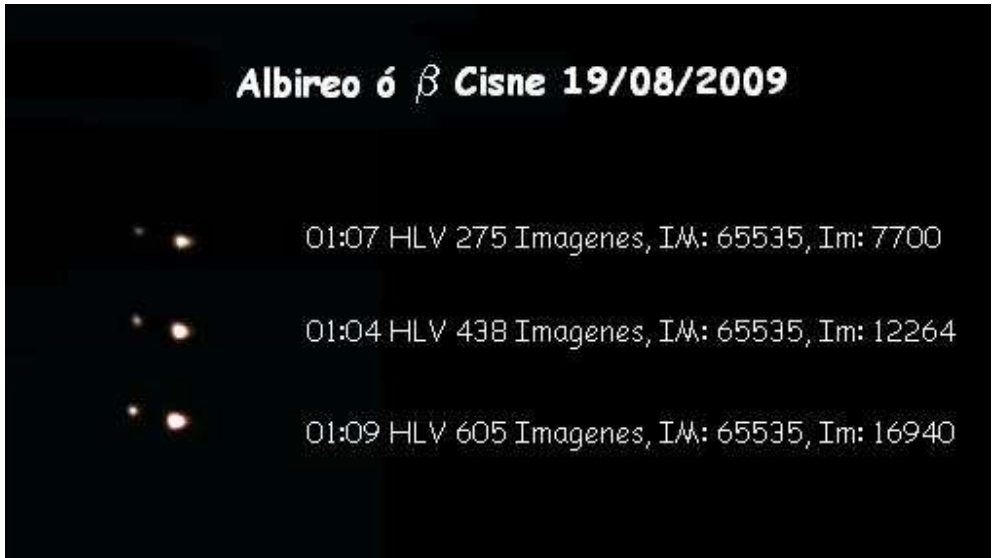 Albireo ó β Cisne 19/08/2009
01:07 HLV 275 Imagenes, IM: 65535, Im: 7700
01:04 HLV 438 Imagenes, IM: 65535, Im: 12264
01:09 HLV 605 Imagenes, IM: 65535, Im: 16940